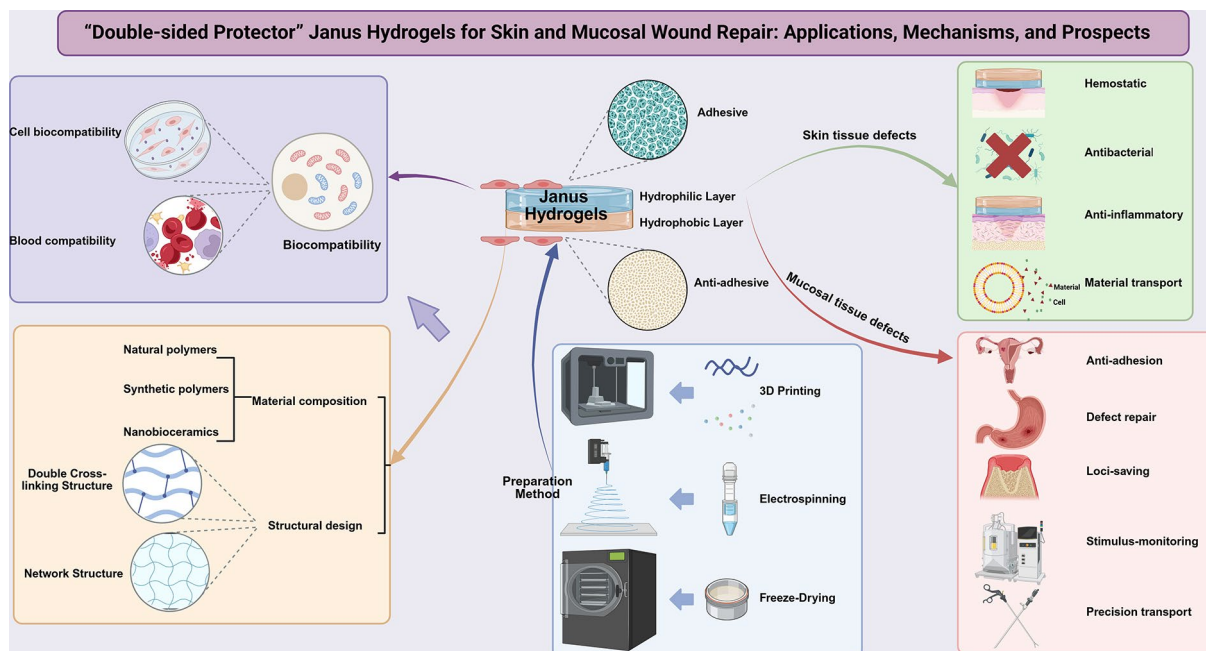 “Double-sided Protector” Janus Hydrogels for Skin and Mucosal Wound Repair: Applications, Mechanisms, and Prospects
Cell biocompatibility
Blood compatibility
Biocompatibility
Adhesive
Janus
Hydrogels
Hydrophilic Layer
Hydrophobic Layer
Anti-adhesive
Skin tissue defects
Mucosal tissue defects
Hemostatic
Antibacterial
Anti-inflammatory
Material transport
Material
Cell
Natural polymers
Synthetic polymers
Nanobioceramics
Material composition
Double Cross-
linking Structure
Structural design
Network Structure
Preparation
Method
3D Printing
Electrospinning
Freeze-Drying
Anti-adhesion
Defect repair
Loci-saving
Stimulus-monitoring
Precision transport